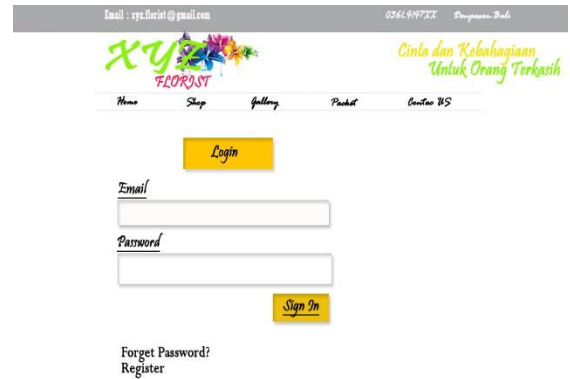 Email : xyz.florist@gmail.com 0361.4197XX Denpasar. Bali
XYZ
FLORIST
Cinta dan Kebahagiaan
Untuk Orang Terkasih
Home Shop Gallery Packet Contac US
Login
Email
Password
Sign In
Forget Password?
Register